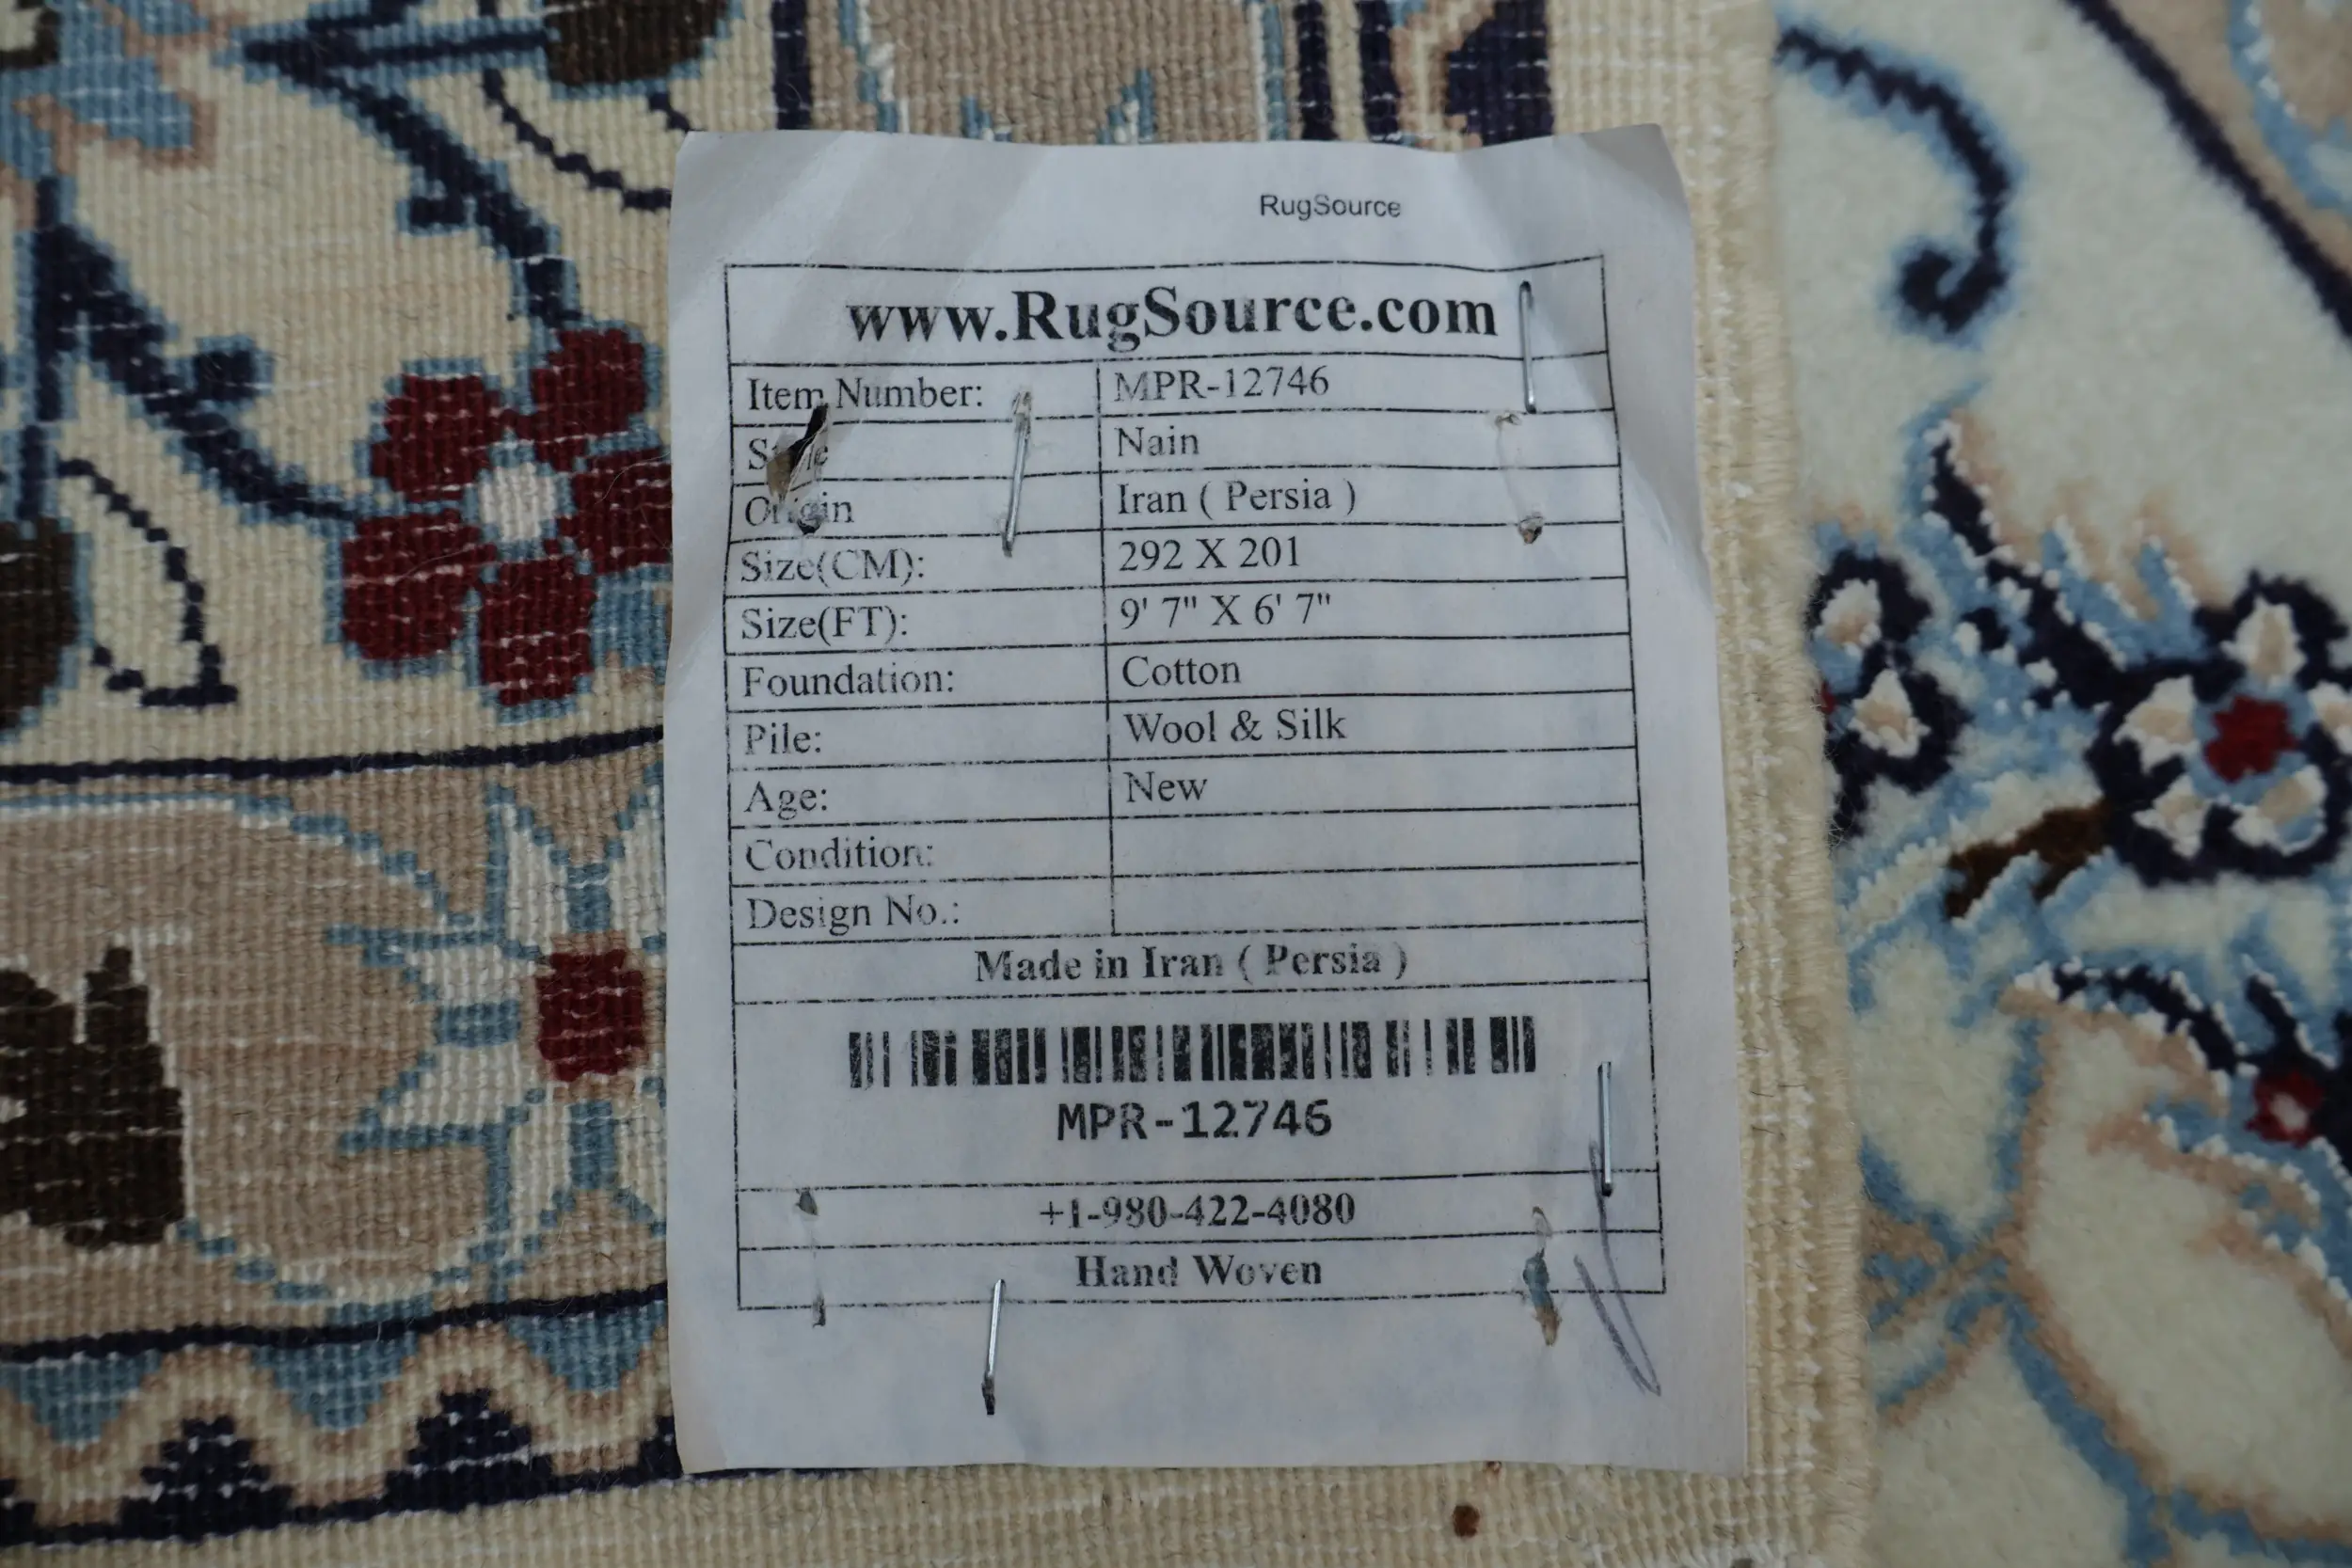 RugSource
www.RugSource.com
Item Number: MPR-12746
Style Nain
Origin Iran ( Persia )
Size(CM): 292 X 201
Size(FT): 9' 7" X 6' 7"
Foundation: Cotton
Pile: Wool & Silk
Age: New
Condition:
Design No.:
Made in Iran ( Persia )
MPR-12746
+1-980-422-4080
Hand Woven